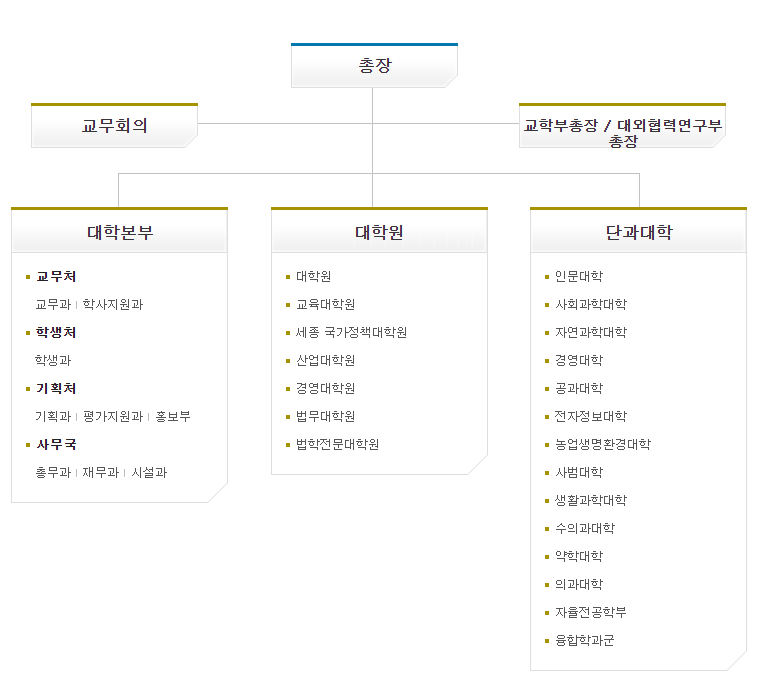 총장
교무회의
교학부총장 / 대외협력연구부
총장
대학본부
교무처
교무과 | 학사지원과
학생처
학생과
기획처
기획과 | 평가지원과 | 홍보부
사무국
총무과 | 재무과 | 시설과
대학원
대학원
교육대학원
세종 국가정책대학원
산업대학원
경영대학원
법무대학원
법학전문대학원
단과대학
인문대학
사회과학대학
자연과학대학
경영대학
공과대학
전자정보대학
농업생명환경대학
사범대학
생활과학대학
수의과대학
약학대학
의과대학
자율전공학부
융합학과군